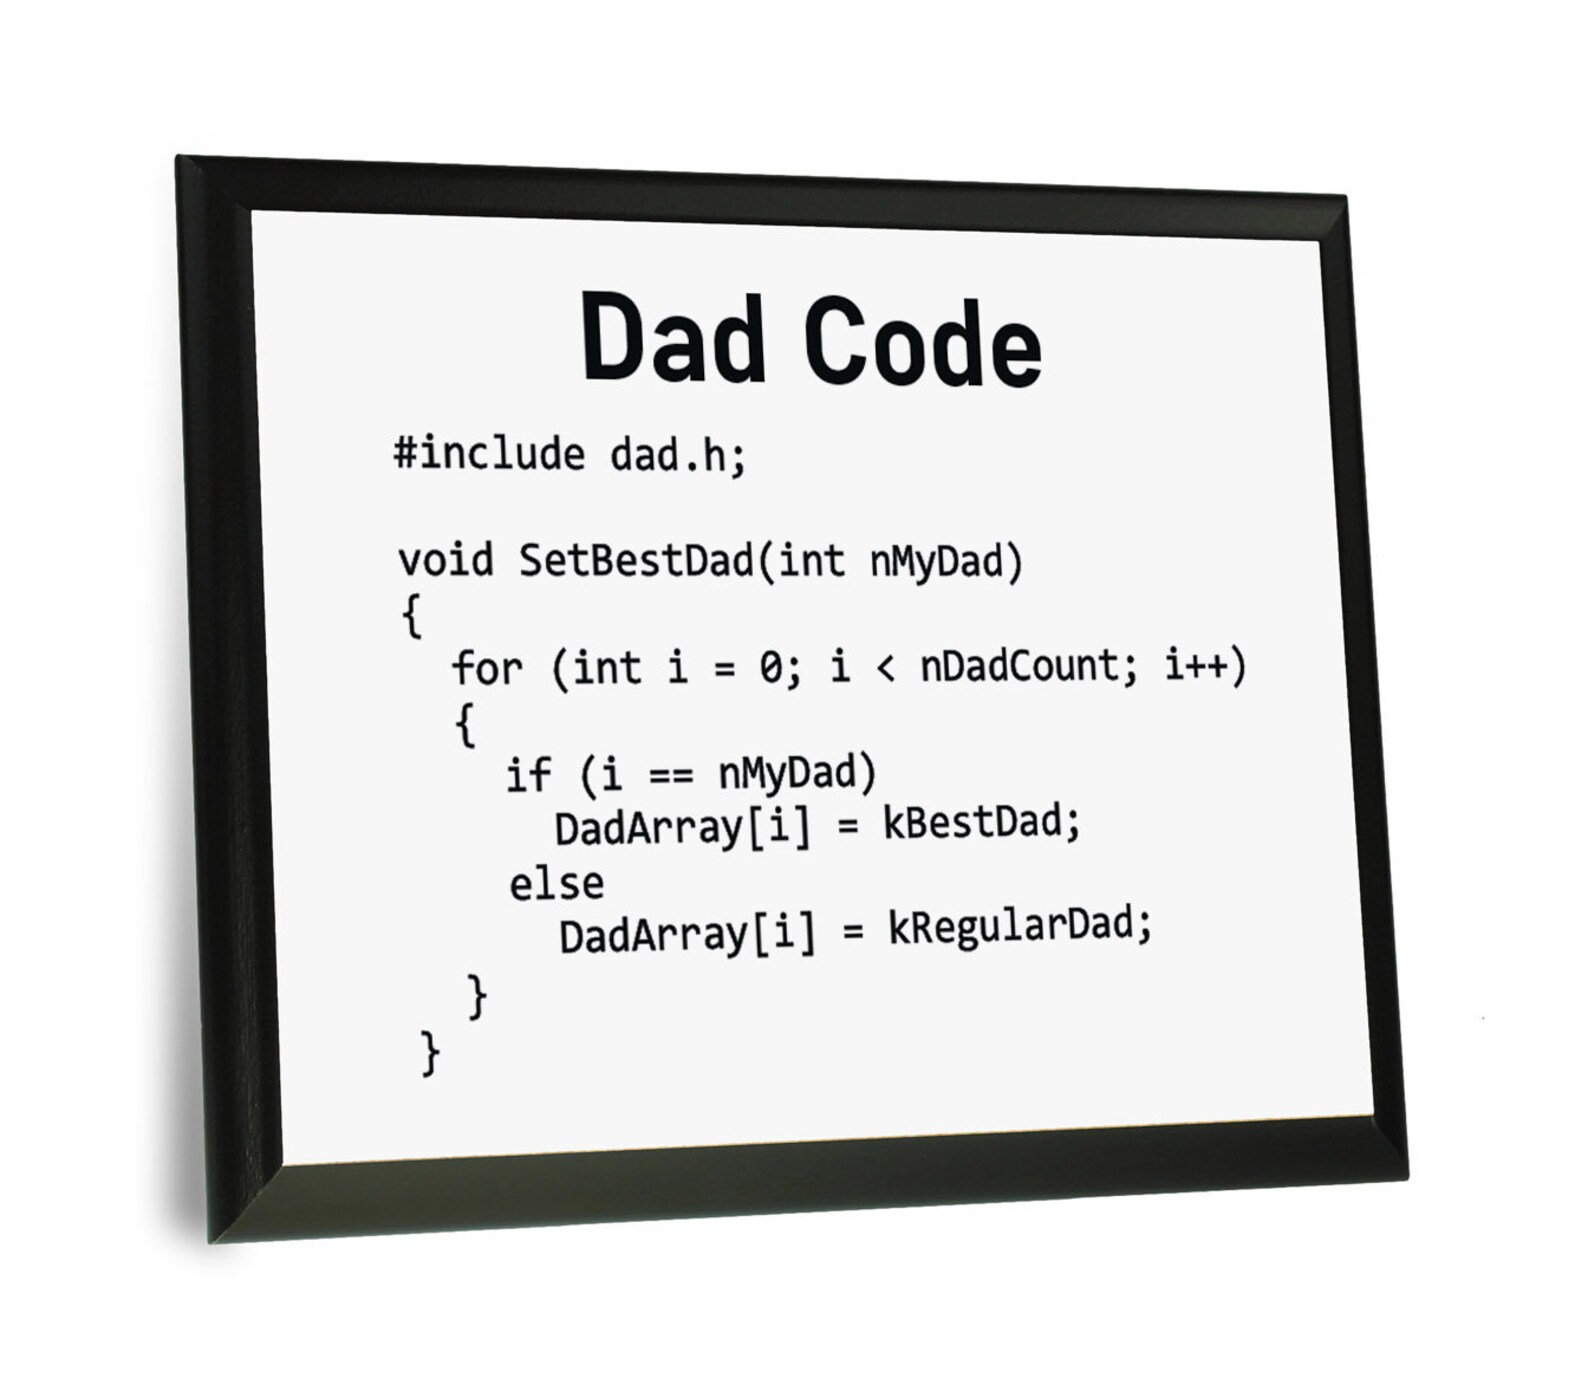 Dad Code
#include dad.h;
void SetBestDad(int nMyDad)
{
for (int i = 0; i < nDadCount; i++)
{
if (i == nMyDad)
DadArray[i] = kBestDad;
else
DadArray[i] = kRegularDad;
}
}